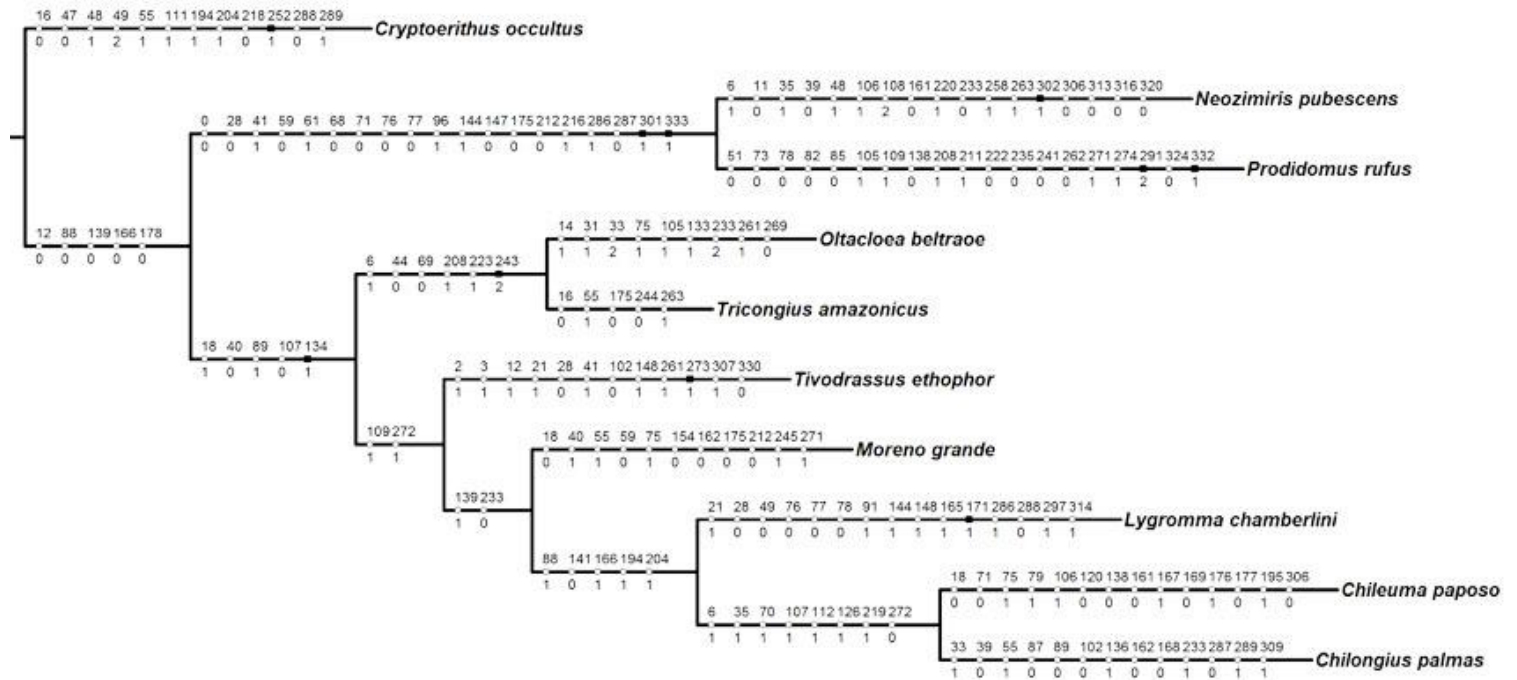 16 47 48 49 55 111 194 204 218 252 288 289
0 0 1 2 1 1 1 1 0 1 0 1
Cryptoerithus occultus
6 11 35 39 48 106 108 161 220 233 258 263 302 306 313 316 320
1 0 1 0 1 1 2 0 1 0 1 1 1 0 0 0 0
Neozimiris pubescens
0 28 41 59 61 68 71 76 77 96 144 147 175 212 216 286 287 301 333
0 0 1 0 1 0 0 0 0 1 1 0 0 0 1 1 0 1 1
51 73 78 82 85 105 109 138 208 211 222 235 241 262 271 274 291 324 332
0 0 0 0 0 1 1 0 1 1 0 0 0 0 1 1 2 0 1
Prodidomus rufus
12 88 139 166 178
0 0 0 0 0
14 31 33 75 105 133 233 261 269
1 1 2 1 1 1 2 1 0
Oltacloea beltraoe
6 44 69 208 223 243
1 0 0 1 1 2
16 55 175 244 263
0 1 0 0 1
Tricongius amazonicus
18 40 89 107 134
1 0 1 0 1
2 3 12 21 28 41 102 148 261 273 307 330
1 1 1 1 0 1 0 1 1 1 1 0
Tivodrassus ethophor
109 272
1 1
18 40 55 59 75 154 162 175 212 245 271
0 1 1 0 1 0 0 0 0 1 1
Moreno grande
139 233
1 0
21 28 49 76 77 78 91 144 148 165 171 286 288 297 314
1 0 0 0 0 0 1 1 1 1 1 1 0 1 1
Lygromma chamberlini
88 141 166 194 204
1 0 1 1 1
18 71 75 79 106 120 138 161 167 169 176 177 195 306
0 0 1 1 1 0 0 0 1 0 1 0 1 0
Chileuma paposo
6 35 70 107 112 126 219 272
1 1 1 1 1 1 1 0
33 39 55 87 89 102 136 162 168 233 287 289 309
1 0 1 0 0 0 1 0 0 1 0 1 1
Chilongius palmas